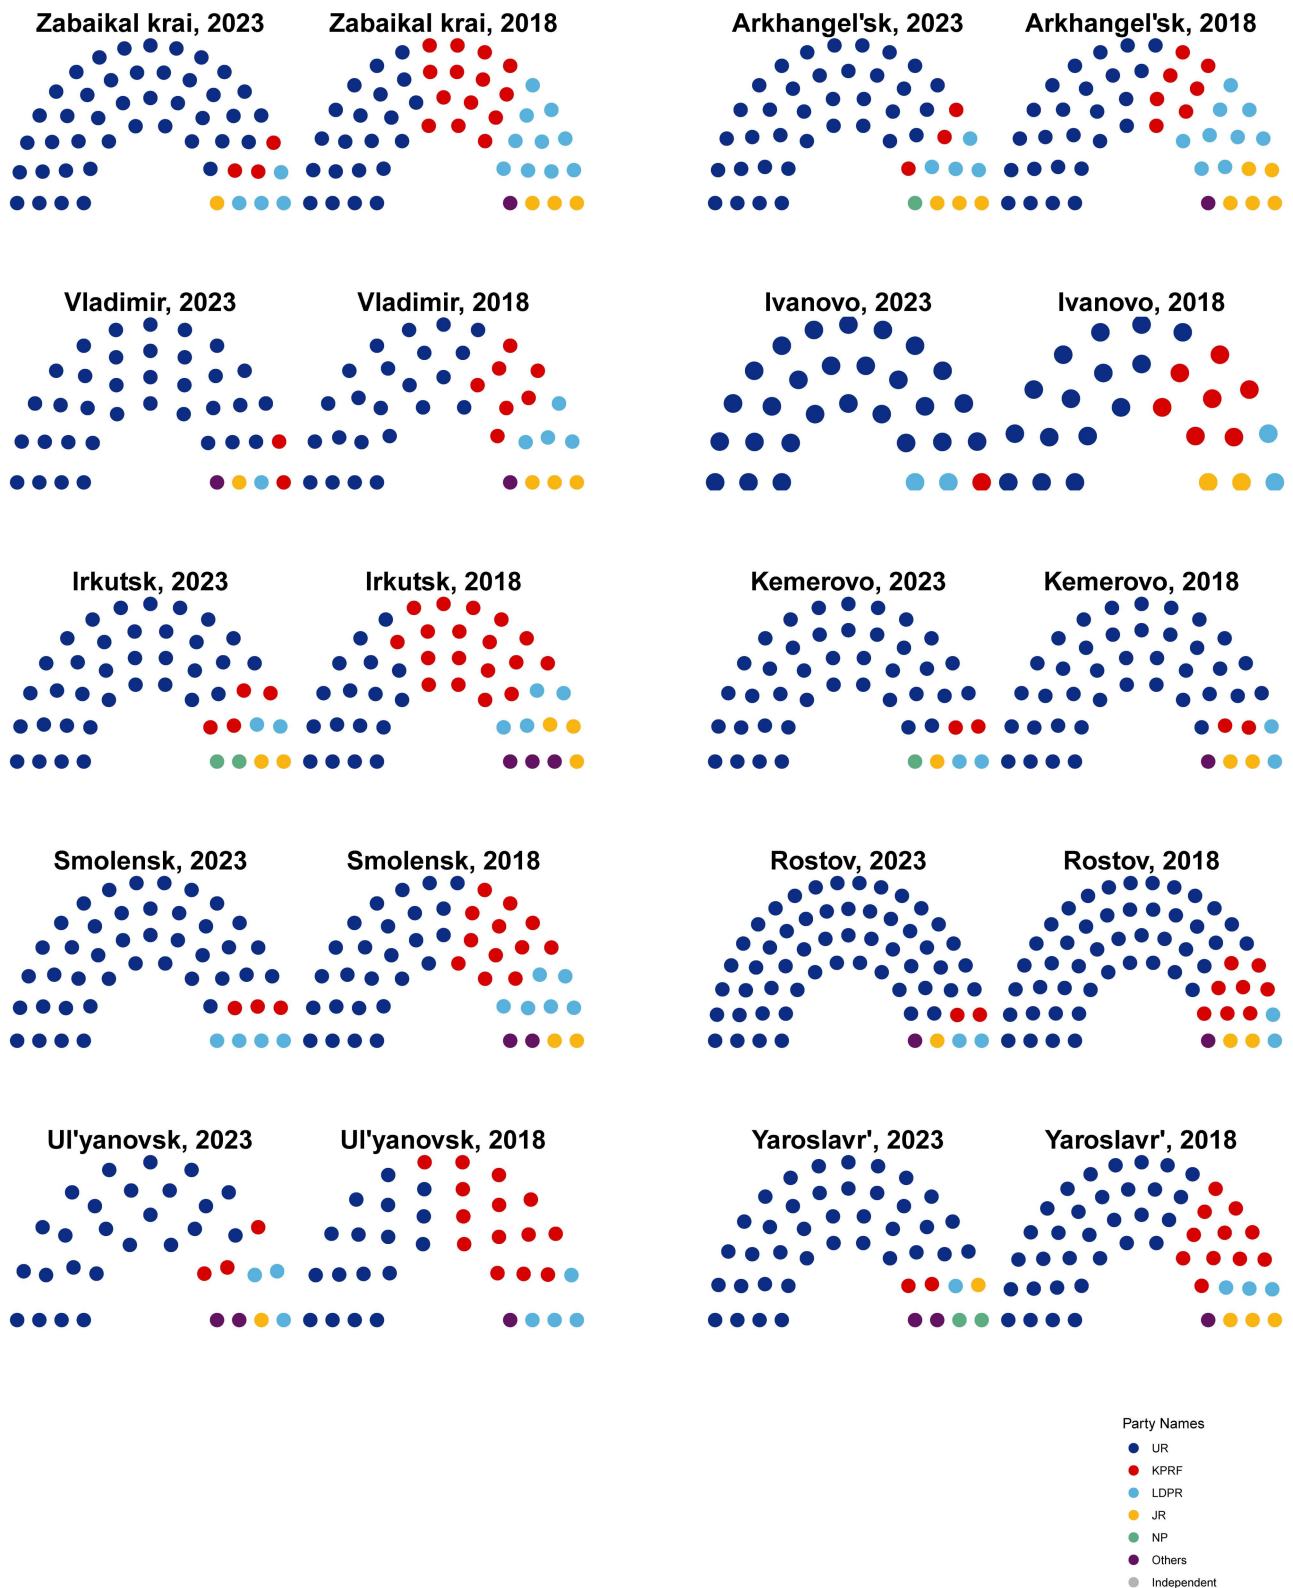 Zabaikal krai, 2023
Zabaikal krai, 2018
Arkhangel'sk, 2023
Arkhangel'sk, 2018
Vladimir, 2023
Vladimir, 2018
Ivanovo, 2023
Ivanovo, 2018
Irkutsk, 2023
Irkutsk, 2018
Kemerovo, 2023
Kemerovo, 2018
Smolensk, 2023
Smolensk, 2018
Rostov, 2023
Rostov, 2018
Ul'yanovsk, 2023
Ul'yanovsk, 2018
Yaroslavr', 2023
Yaroslavr', 2018
Party Names
UR
KPRF
LDPR
JR
NP
Others
Independent